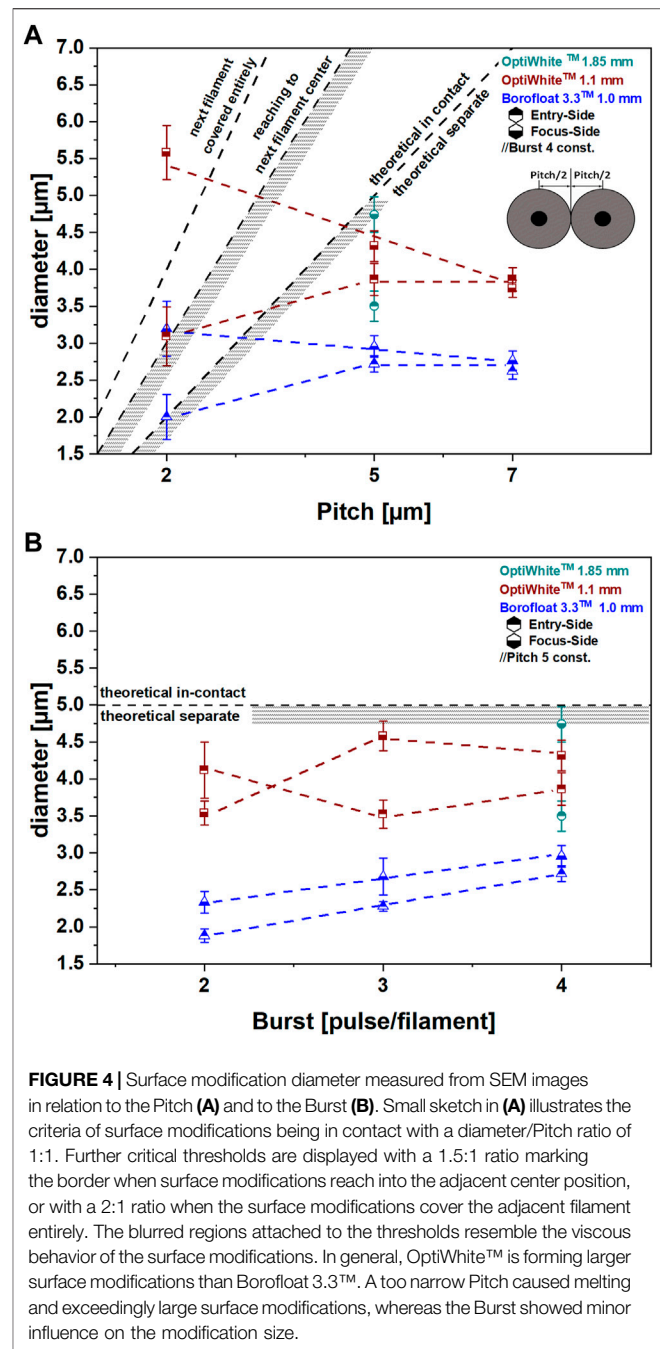 A
7.0
6.5
6.0
5.5
5.0
4.5
4.0
3.5
3.0
2.5
2.0
1.5
diameter [µm]
next filament
covered entirely
reaching to
next filament center
theoretical in contact
theoretical separate
OptiWhite™ 1.85 mm
OptiWhite™ 1.1 mm
Borofloat 3.3™ 1.0 mm
Entry-Side
Focus-Side
//Burst 4 const.
Pitch/2 Pitch/2
2 5 7
Pitch [µm]
B
7.0
6.5
6.0
5.5
5.0
4.5
4.0
3.5
3.0
2.5
2.0
1.5
diameter [µm]
OptiWhite™ 1.85 mm
OptiWhite™ 1.1 mm
Borofloat 3.3™ 1.0 mm
Entry-Side
Focus-Side
//Pitch 5 const.
theoretical in-contact
theoretical separate
2 3 4
Burst [pulse/filament]
FIGURE 4 | Surface modification diameter measured from SEM images
in relation to the Pitch (A) and to the Burst (B). Small sketch in (A) illustrates the
criteria of surface modifications being in contact with a diameter/Pitch ratio of
1:1. Further critical thresholds are displayed with a 1.5:1 ratio marking
the border when surface modifications reach into the adjacent center position,
or with a 2:1 ratio when the surface modifications cover the adjacent filament
entirely. The blurred regions attached to the thresholds resemble the viscous
behavior of the surface modifications. In general, OptiWhite™ is forming larger
surface modifications than Borofloat 3.3™. A too narrow Pitch caused melting
and exceedingly large surface modifications, whereas the Burst showed minor
influence on the modification size.